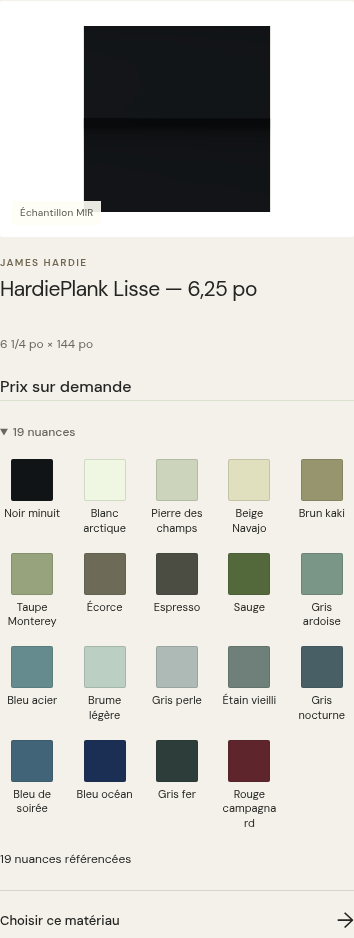 Échantillon MIR
JAMES HARDIE
HardiePlank Lisse — 6,25 po
6 1/4 po × 144 po
Prix sur demande
▼ 19 nuances
Noir minuit
Blanc
arctique
Pierre des
champs
Beige
Navajo
Brun kaki
Taupe
Monterey
Écorce
Espresso
Sauge
Gris
ardoise
Bleu acier
Brume
légère
Gris perle
Étain vieilli
Gris
nocturne
Bleu de
soirée
Bleu océan
Gris fer
Rouge
campagna
rd
19 nuances référencées
Choisir ce matériau →